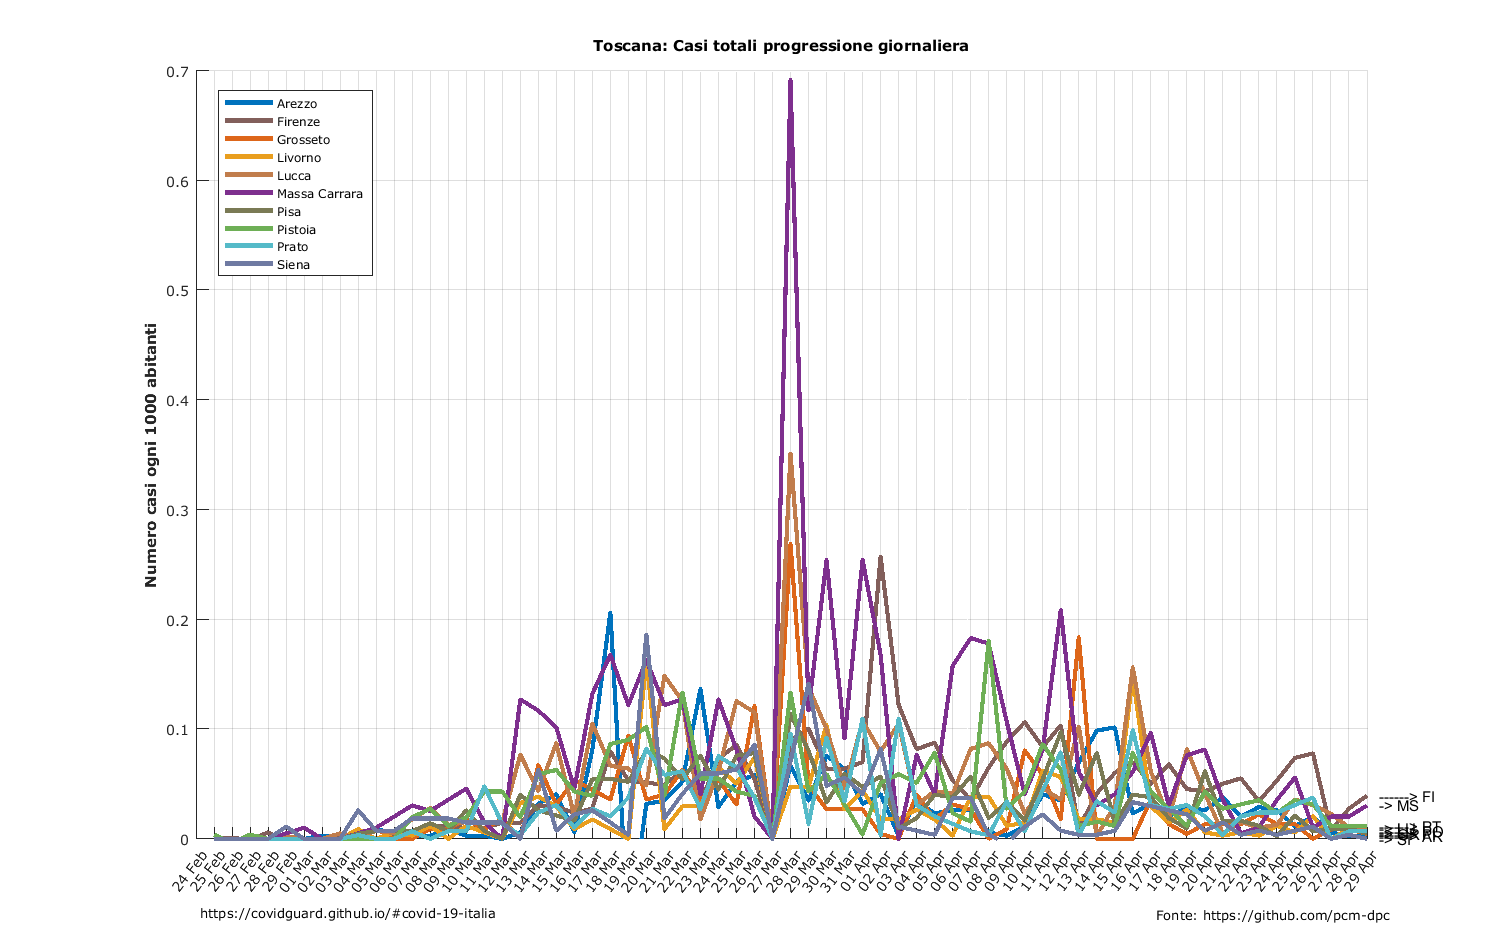 Toscana: Casi totali progressione giornaliera
Numero casi ogni 1000 abitanti
0.7
0.6
0.5
0.4
0.3
0.2
0.1
0
Arezzo
Firenze
Grosseto
Livorno
Lucca
Massa Carrara
Pisa
Pistoia
Prato
Siena
------> FI
-> MS
24 Feb
25 Feb
26 Feb
27 Feb
28 Feb
29 Feb
01 Mar
02 Mar
03 Mar
04 Mar
05 Mar
06 Mar
07 Mar
08 Mar
09 Mar
10 Mar
11 Mar
12 Mar
13 Mar
14 Mar
15 Mar
16 Mar
17 Mar
18 Mar
19 Mar
20 Mar
21 Mar
22 Mar
23 Mar
24 Mar
25 Mar
26 Mar
27 Mar
28 Mar
29 Mar
30 Mar
31 Mar
01 Apr
02 Apr
03 Apr
04 Apr
05 Apr
06 Apr
07 Apr
08 Apr
09 Apr
10 Apr
11 Apr
12 Apr
13 Apr
14 Apr
15 Apr
16 Apr
17 Apr
18 Apr
19 Apr
20 Apr
21 Apr
22 Apr
23 Apr
24 Apr
25 Apr
26 Apr
27 Apr
28 Apr
29 Apr
https://covidguard.github.io/#covid-19-italia
Fonte: https://github.com/pcm-dpc